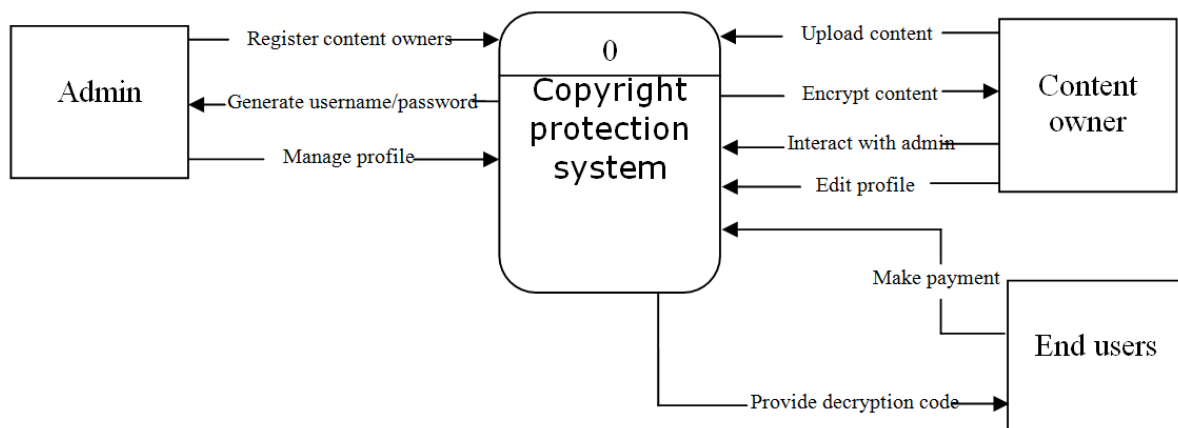 Admin
Register content owners
Generate username/password
Manage profile
0
Copyright
protection
system
Upload content
Encrypt content
Interact with admin
Edit profile
Content
owner
Make payment
End users
Provide decryption code